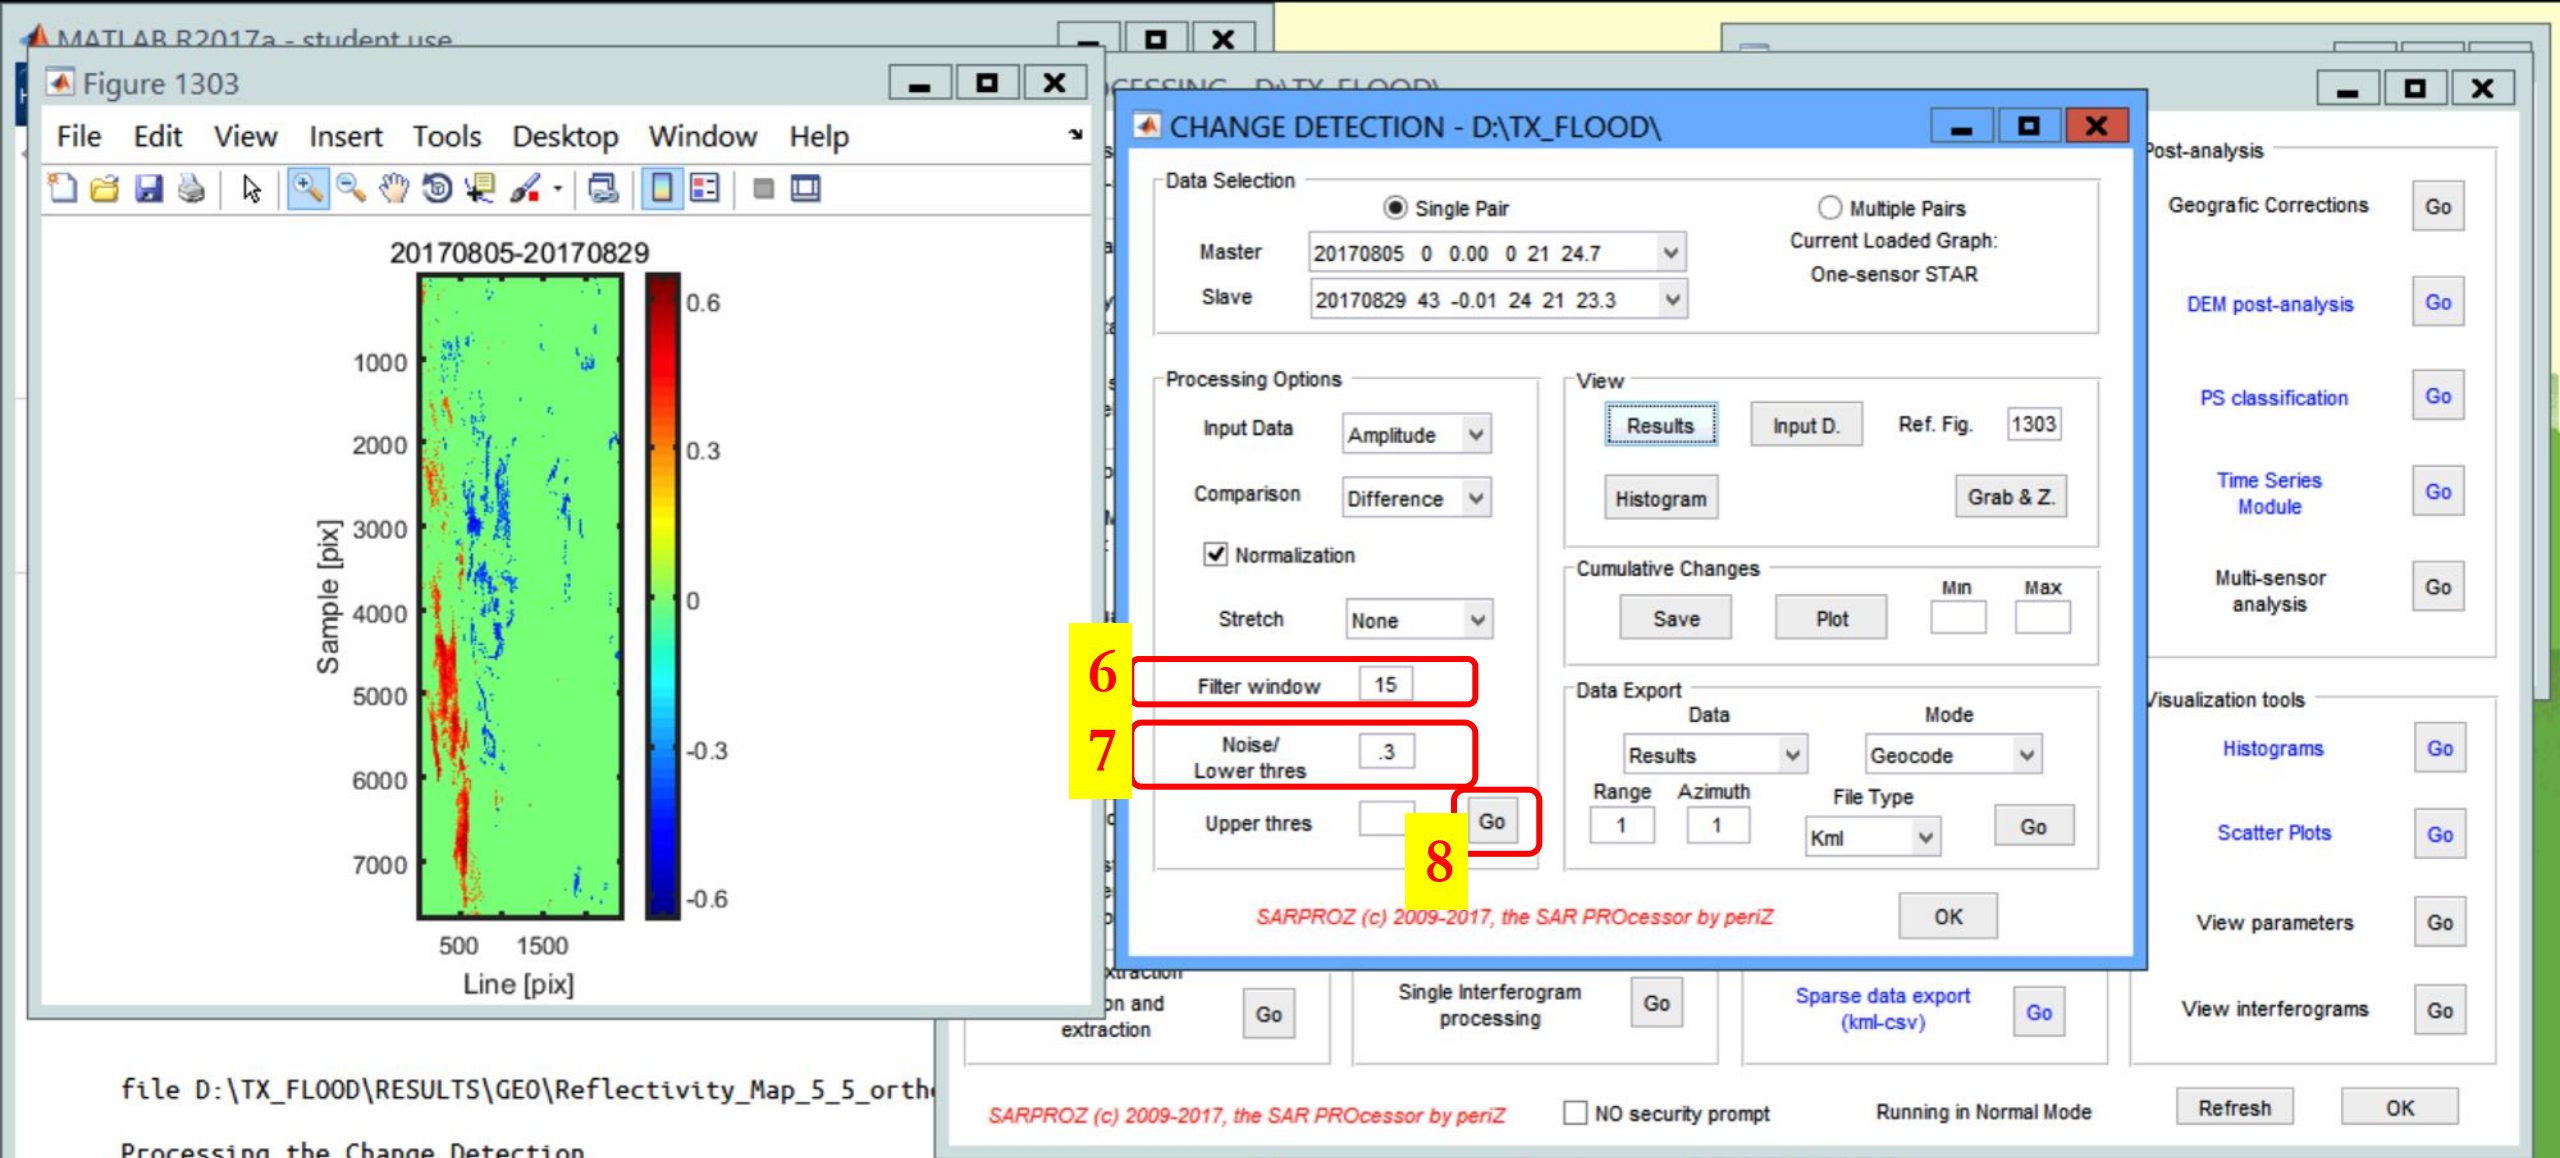 MATLAB R2017a - student use
Figure 1303
File Edit View Insert Tools Desktop Window Help
20170805-20170829
1000
2000
3000
4000
5000
6000
7000
Sample [pix]
500 1500
Line [pix]
0.6
0.3
0
-0.3
-0.6
D:\TX_FLOOD\
CHANGE DETECTION - D:\TX_FLOOD\
Data Selection
Single Pair
Multiple Pairs
Master 20170805 0 0.00 0 21 24.7
Current Loaded Graph:
One-sensor STAR
Slave 20170829 43 -0.01 24 21 23.3
Processing Options
Input Data Amplitude
Comparison Difference
Normalization
Stretch None
6
Filter window 15
7
Noise/
Lower thres .3
Upper thres
Go
8
View
Results Input D. Ref. Fig. 1303
Histogram Grab & Z.
Cumulative Changes
Min Max
Save Plot
Data Export
Data Mode
Results Geocode
Range Azimuth File Type
1 1 Kml Go
SARPROZ (c) 2009-2017, the SAR PROcessor by periZ
OK
Post-analysis
Geografic Corrections Go
DEM post-analysis Go
PS classification Go
Time Series
Module Go
Multi-sensor
analysis Go
Visualization tools
Histograms Go
Scatter Plots Go
View parameters Go
View interferograms Go
on and
extraction Go
Single Interferogram
processing Go
Sparse data export
(kml-csv) Go
file D:\TX_FLOOD\RESULTS\GEO\Reflectivity_Map_5_5_orth
Processing the Change Detection
SARPROZ (c) 2009-2017, the SAR PROcessor by periZ
NO security prompt
Running in Normal Mode
Refresh OK